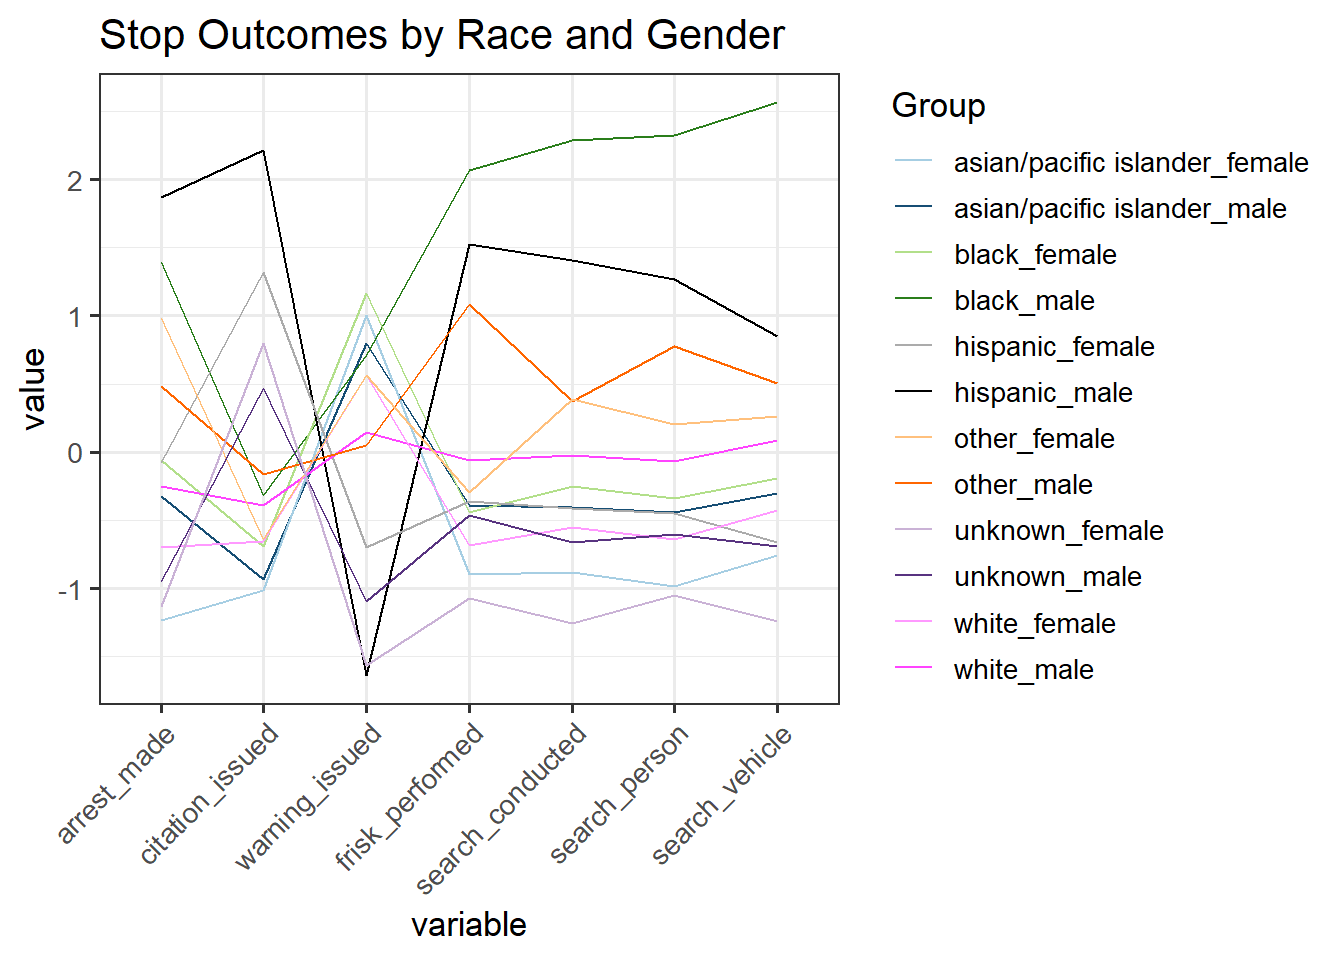 Stop Outcomes by Race and Gender
value
2
1
0
-1
arrest_made
citation_issued
warning_issued
frisk_performed
search_conducted
search_person
search_vehicle
variable
Group
asian/pacific islander_female
asian/pacific islander_male
black_female
black_male
hispanic_female
hispanic_male
other_female
other_male
unknown_female
unknown_male
white_female
white_male